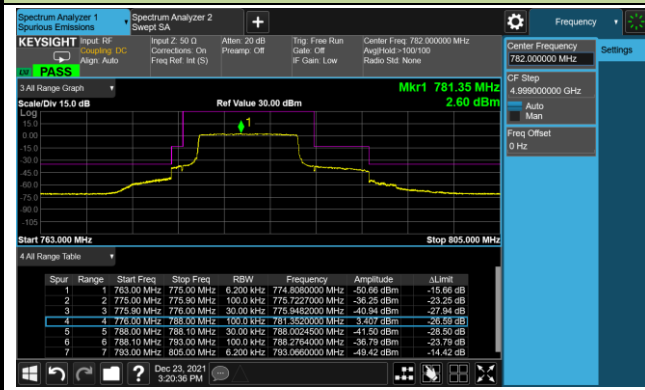 Spectrum Analyzer 1
Spurious Emissions
Spectrum Analyzer 2
Swept SA
Frequency
KEYSIGHT
Input: RF
Coupling: DC
Align: Auto
Input Z: 50 Ω
Corrections: On
Freq Ref: Int (S)
Atten: 20 dB
Preamp: Off
Trig: Free Run
Gate: Off
IF Gain: Low
Center Freq: 782.000000 MHz
Avg|Hold:>100/100
Radio Std: None
PASS
Center Frequency
782.000000 MHz
Settings
CF Step
4.999000000 GHz
Auto
Man
Freq Offset
0 Hz
3 All Range Graph
Mkr1 781.35 MHz
Scale/Div 15.0 dB
Ref Value 30.00 dBm
2.60 dBm
Log
15.0
0.00
-15.0
-30.0
-45.0
-60.0
-75.0
-90.0
-105
1
Start 763.000 MHz
Stop 805.000 MHz
4 All Range Table
Spur Range Start Freq Stop Freq RBW Frequency Amplitude ΔLimit
1 1 763.00 MHz 775.00 MHz 6.200 kHz 774.8080000 MHz -50.66 dBm -15.66 dB
2 2 775.00 MHz 775.90 MHz 100.0 kHz 775.7227000 MHz -36.25 dBm -23.25 dB
3 3 775.90 MHz 788.00 MHz 30.00 kHz 775.9482000 MHz -40.94 dBm -27.94 dB
4 4 776.00 MHz 788.00 MHz 100.0 kHz 781.3520000 MHz 3.407 dBm -26.59 dB
5 5 788.00 MHz 788.10 MHz 30.00 kHz 788.0024500 MHz -41.50 dBm -28.50 dB
6 6 788.10 MHz 793.00 MHz 100.0 kHz 788.2764000 MHz -36.79 dBm -23.79 dB
7 7 793.00 MHz 805.00 MHz 6.200 kHz 793.0660000 MHz -49.42 dBm -14.42 dB
Dec 23, 2021
3:20:36 PM